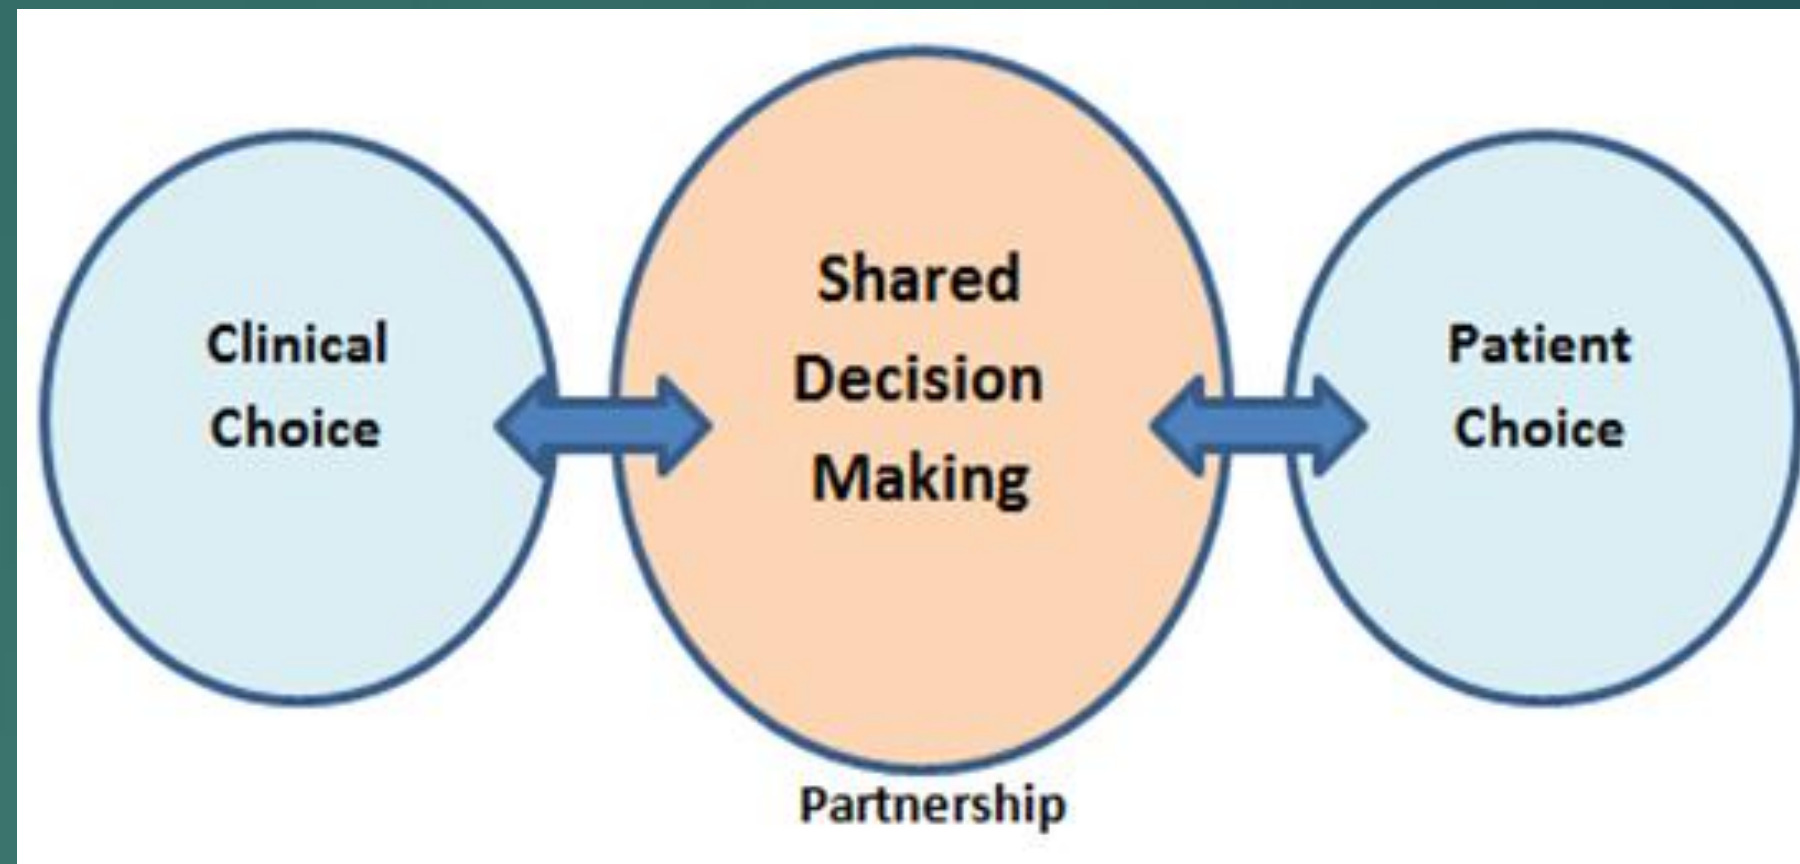 Clinical
Choice
Shared
Decision
Making
Patient
Choice
Partnership